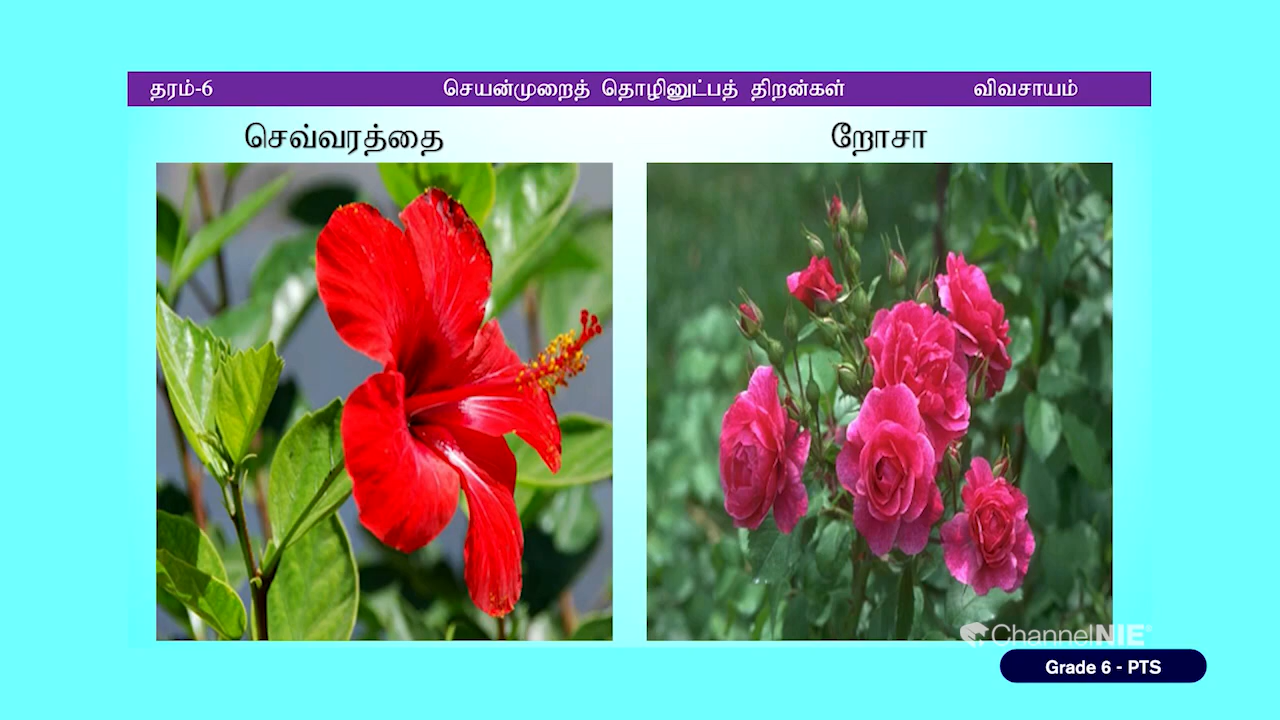 தரம்-6 செயன்முறைத் தொழினுட்பத் திறன்கள் விவசாயம்
செவ்வரத்தை றோசா
ChannelNIE
Grade 6 - PTS